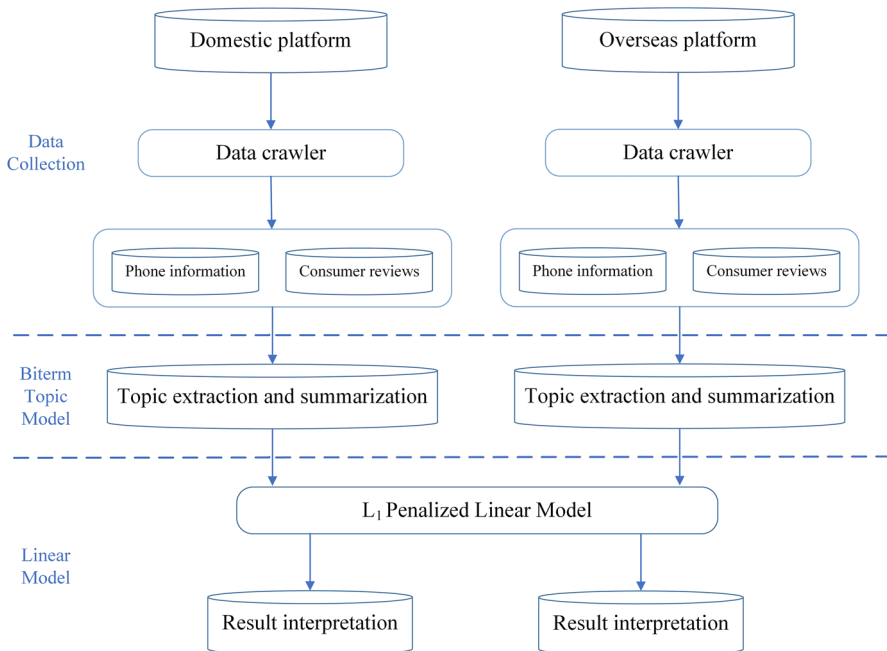 Domestic platform
Overseas platform
Data
Collection
Data crawler
Data crawler
Phone information
Consumer reviews
Phone information
Consumer reviews
Biterm
Topic
Model
Topic extraction and summarization
Topic extraction and summarization
L₁ Penalized Linear Model
Linear
Model
Result interpretation
Result interpretation